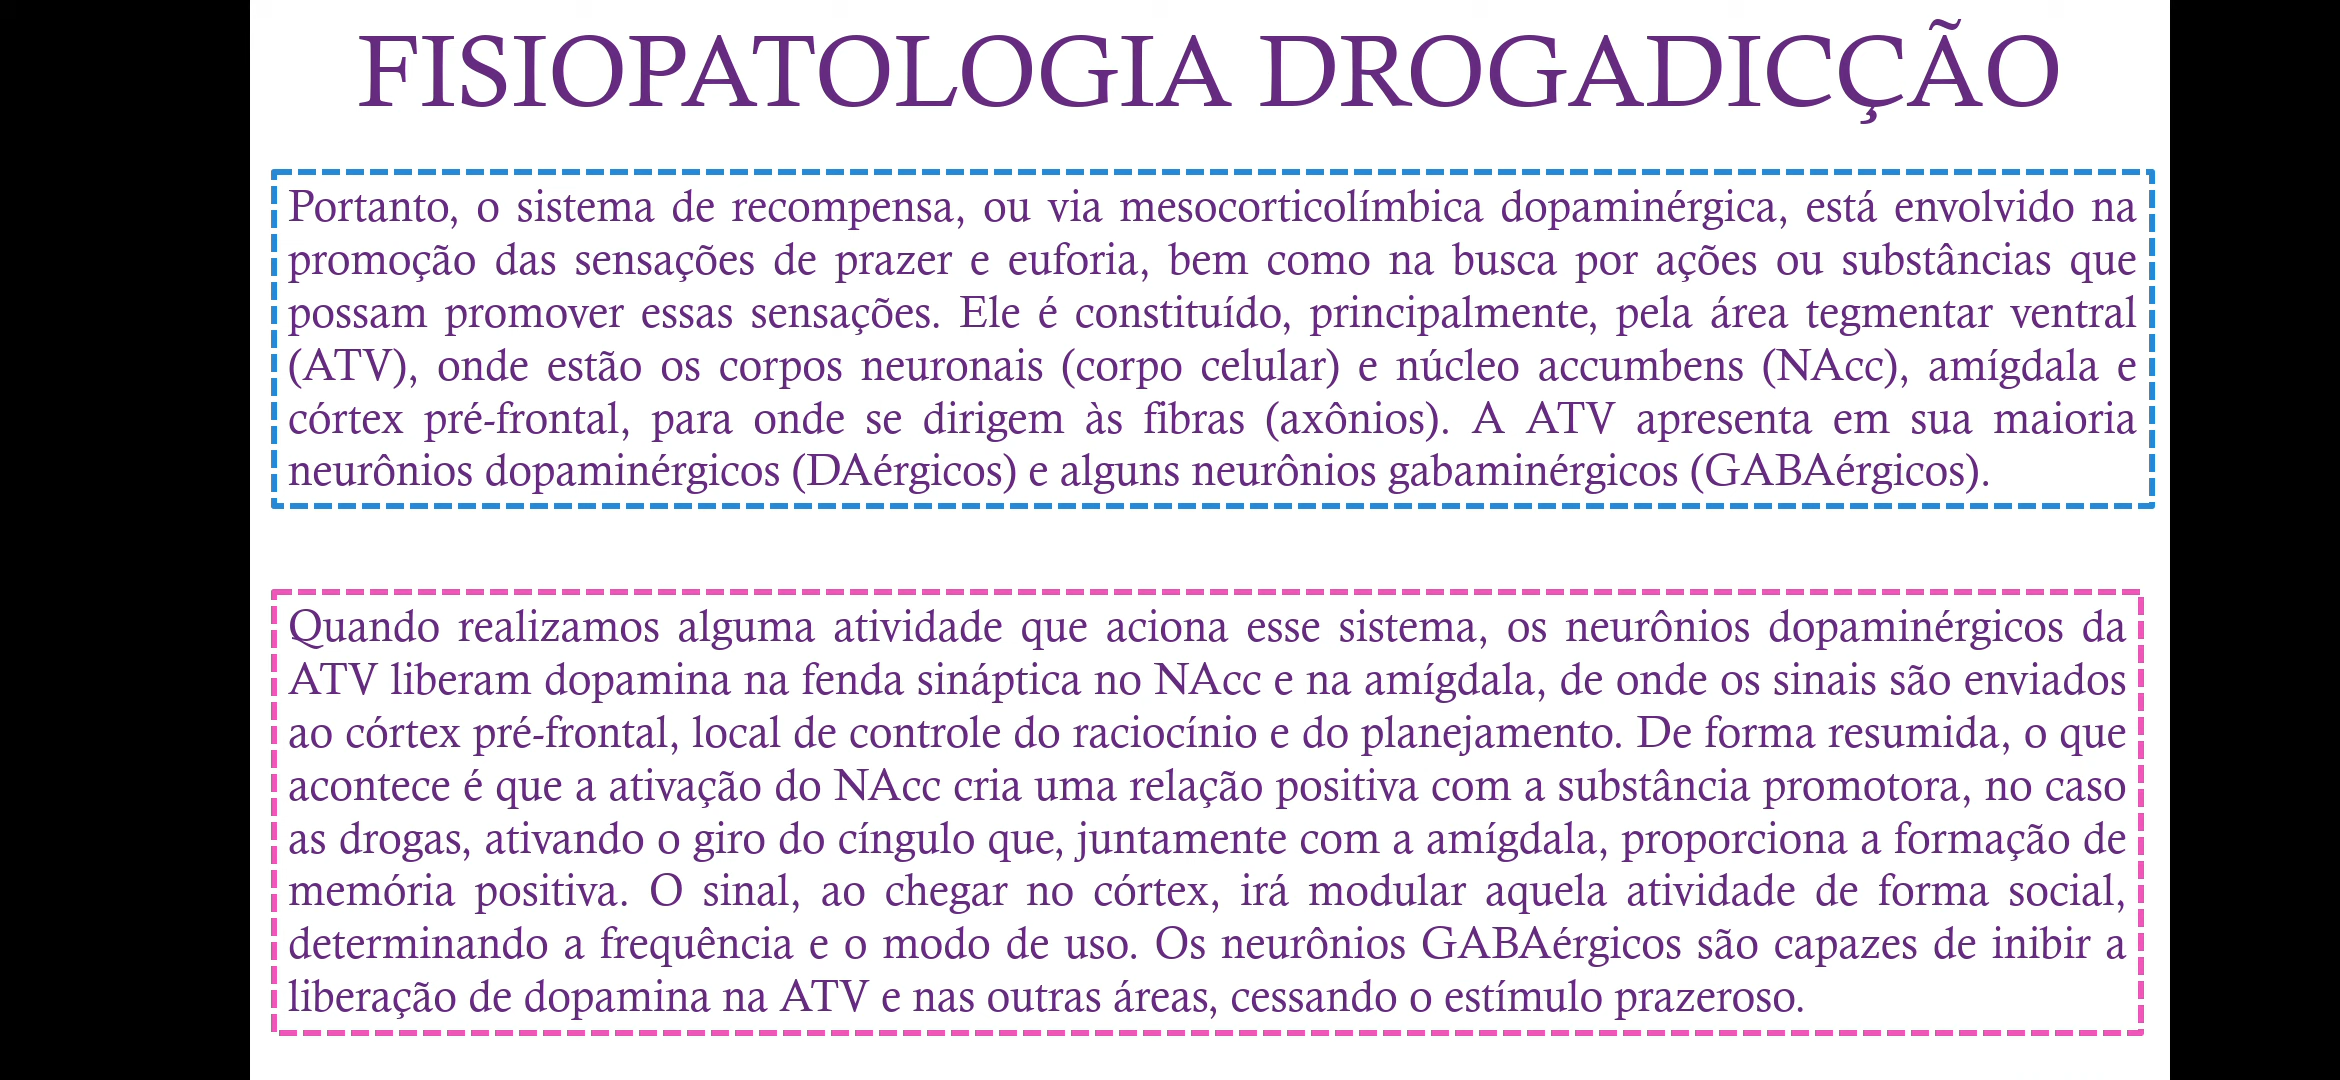 FISIOPATOLOGIA DROGADICÇÃO
Portanto, o sistema de recompensa, ou via mesocorticolímbica dopaminérgica, está envolvido na
promoção das sensações de prazer e euforia, bem como na busca por ações ou substâncias que
possam promover essas sensações. Ele é constituído, principalmente, pela área tegmentar ventral
(ATV), onde estão os corpos neuronais (corpo celular) e núcleo accumbens (NAcc), amígdala e
córtex pré-frontal, para onde se dirigem às fibras (axônios). A ATV apresenta em sua maioria
neurônios dopaminérgicos (DAérgicos) e alguns neurônios gabaminérgicos (GABAérgicos).
Quando realizamos alguma atividade que aciona esse sistema, os neurônios dopaminérgicos da
ATV liberam dopamina na fenda sináptica no NAcc e na amígdala, de onde os sinais são enviados
ao córtex pré-frontal, local de controle do raciocínio e do planejamento. De forma resumida, o que
acontece é que a ativação do NAcc cria uma relação positiva com a substância promotora, no caso
as drogas, ativando o giro do cíngulo que, juntamente com a amígdala, proporciona a formação de
memória positiva. O sinal, ao chegar no córtex, irá modular aquela atividade de forma social,
determinando a frequência e o modo de uso. Os neurônios GABAérgicos são capazes de inibir a
liberação de dopamina na ATV e nas outras áreas, cessando o estímulo prazeroso.